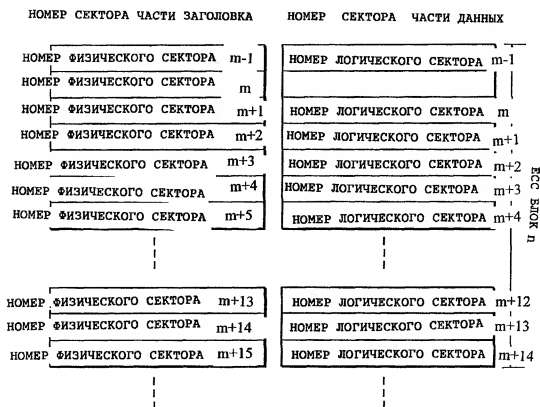 НОМЕР СЕКТОРА ЧАСТИ ЗАГОЛОВКА НОМЕР СЕКТОРА ЧАСТИ ДАННЫХ
НОМЕР ФИЗИЧЕСКОГО СЕКТОРА m-1 НОМЕР ЛОГИЧЕСКОГО СЕКТОРА m-1
НОМЕР ФИЗИЧЕСКОГО СЕКТОРА m
НОМЕР ФИЗИЧЕСКОГО СЕКТОРА m+1 НОМЕР ЛОГИЧЕСКОГО СЕКТОРА m
НОМЕР ФИЗИЧЕСКОГО СЕКТОРА m+2 НОМЕР ЛОГИЧЕСКОГО СЕКТОРА m+1
НОМЕР ФИЗИЧЕСКОГО СЕКТОРА m+3 НОМЕР ЛОГИЧЕСКОГО СЕКТОРА m+2
НОМЕР ФИЗИЧЕСКОГО СЕКТОРА m+4 НОМЕР ЛОГИЧЕСКОГО СЕКТОРА m+3
НОМЕР ФИЗИЧЕСКОГО СЕКТОРА m+5 НОМЕР ЛОГИЧЕСКОГО СЕКТОРА m+4
НОМЕР ФИЗИЧЕСКОГО СЕКТОРА m+13 НОМЕР ЛОГИЧЕСКОГО СЕКТОРА m+12
НОМЕР ФИЗИЧЕСКОГО СЕКТОРА m+14 НОМЕР ЛОГИЧЕСКОГО СЕКТОРА m+13
НОМЕР ФИЗИЧЕСКОГО СЕКТОРА m+15 НОМЕР ЛОГИЧЕСКОГО СЕКТОРА m+14
ECC БЛОК n